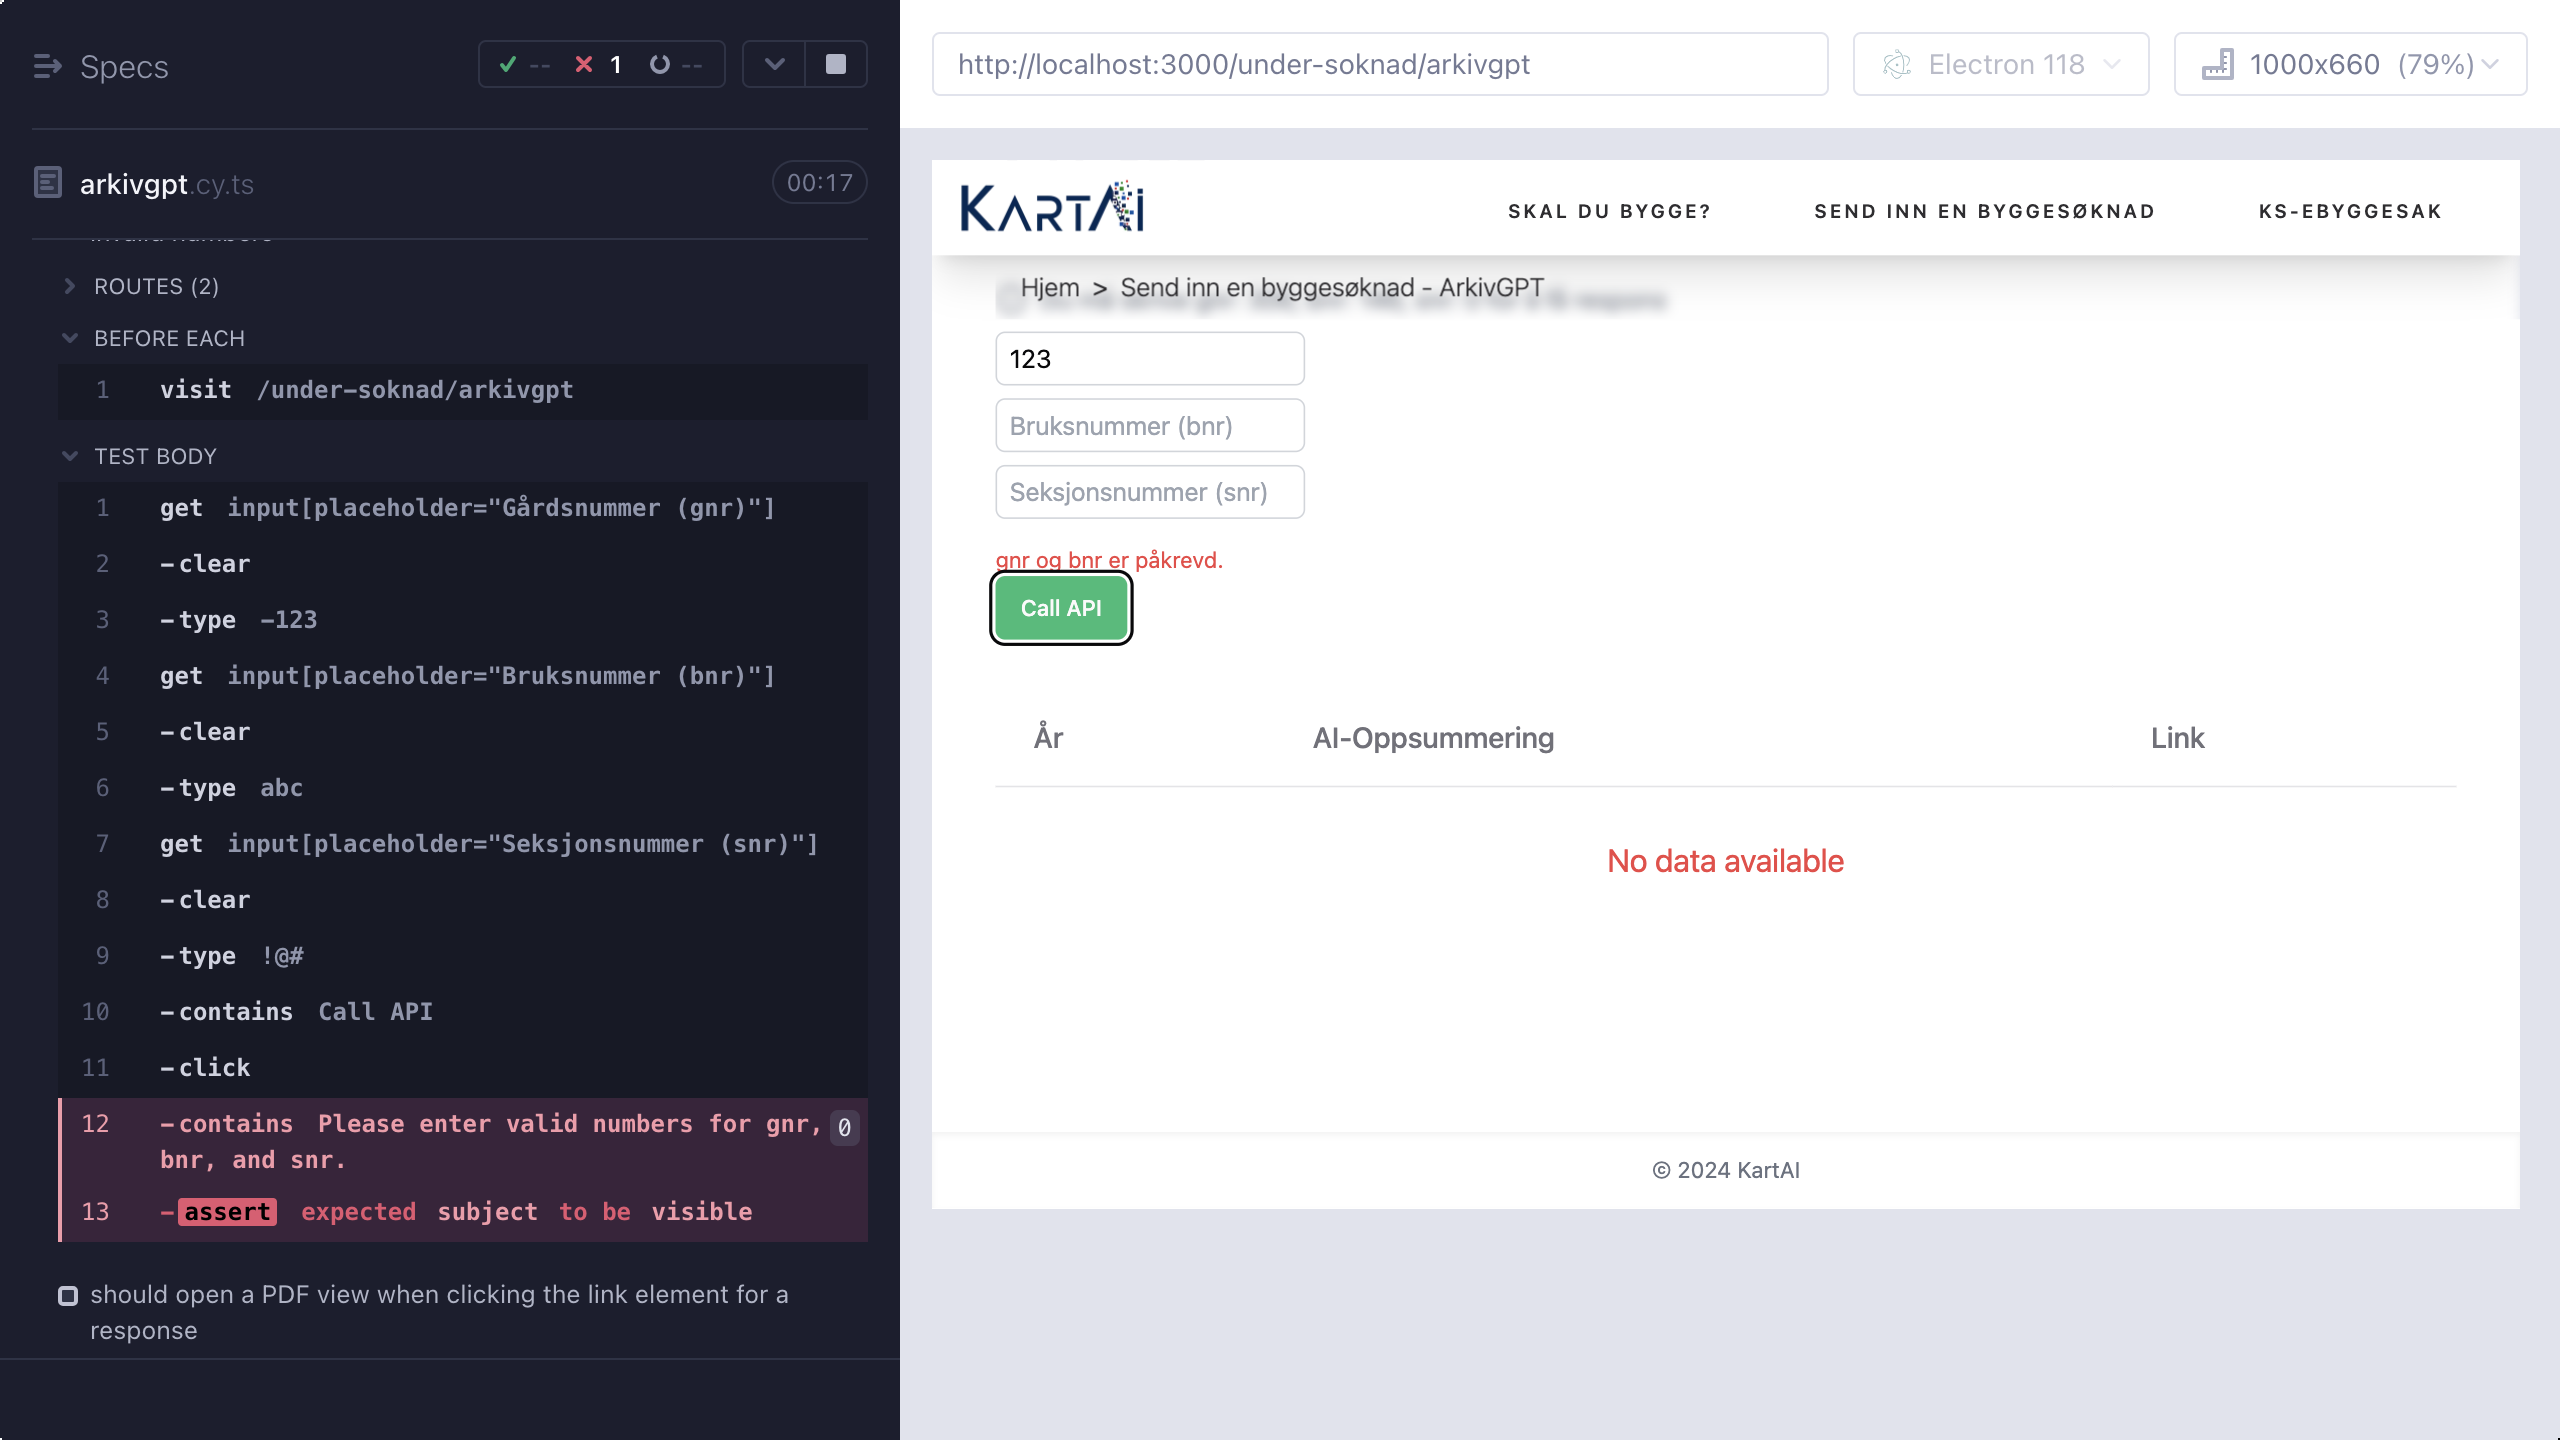 Specs
-- 1 --
arkivgpt.cy.ts 00:17
ROUTES (2)
BEFORE EACH
1 visit /under-soknad/arkivgpt
TEST BODY
1 get input[placeholder="Gårdsnummer (gnr)"]
2 -clear
3 -type -123
4 get input[placeholder="Bruksnummer (bnr)"]
5 -clear
6 -type abc
7 get input[placeholder="Seksjonsnummer (snr)"]
8 -clear
9 -type !@#
10 -contains Call API
11 -click
12 -contains Please enter valid numbers for gnr, 0
bnr, and snr.
13 -assert expected subject to be visible
should open a PDF view when clicking the link element for a
response
http://localhost:3000/under-soknad/arkivgpt
Electron 118
1000x660 (79%)
KARTAI
SKAL DU BYGGE? SEND INN EN BYGGESØKNAD KS-EBYGGESAK
Hjem > Send inn en byggesøknad - ArkivGPT
123
Bruksnummer (bnr)
Seksjonsnummer (snr)
gnr og bnr er påkrevd.
Call API
År AI-Oppsummering Link
No data available
© 2024 KartAI